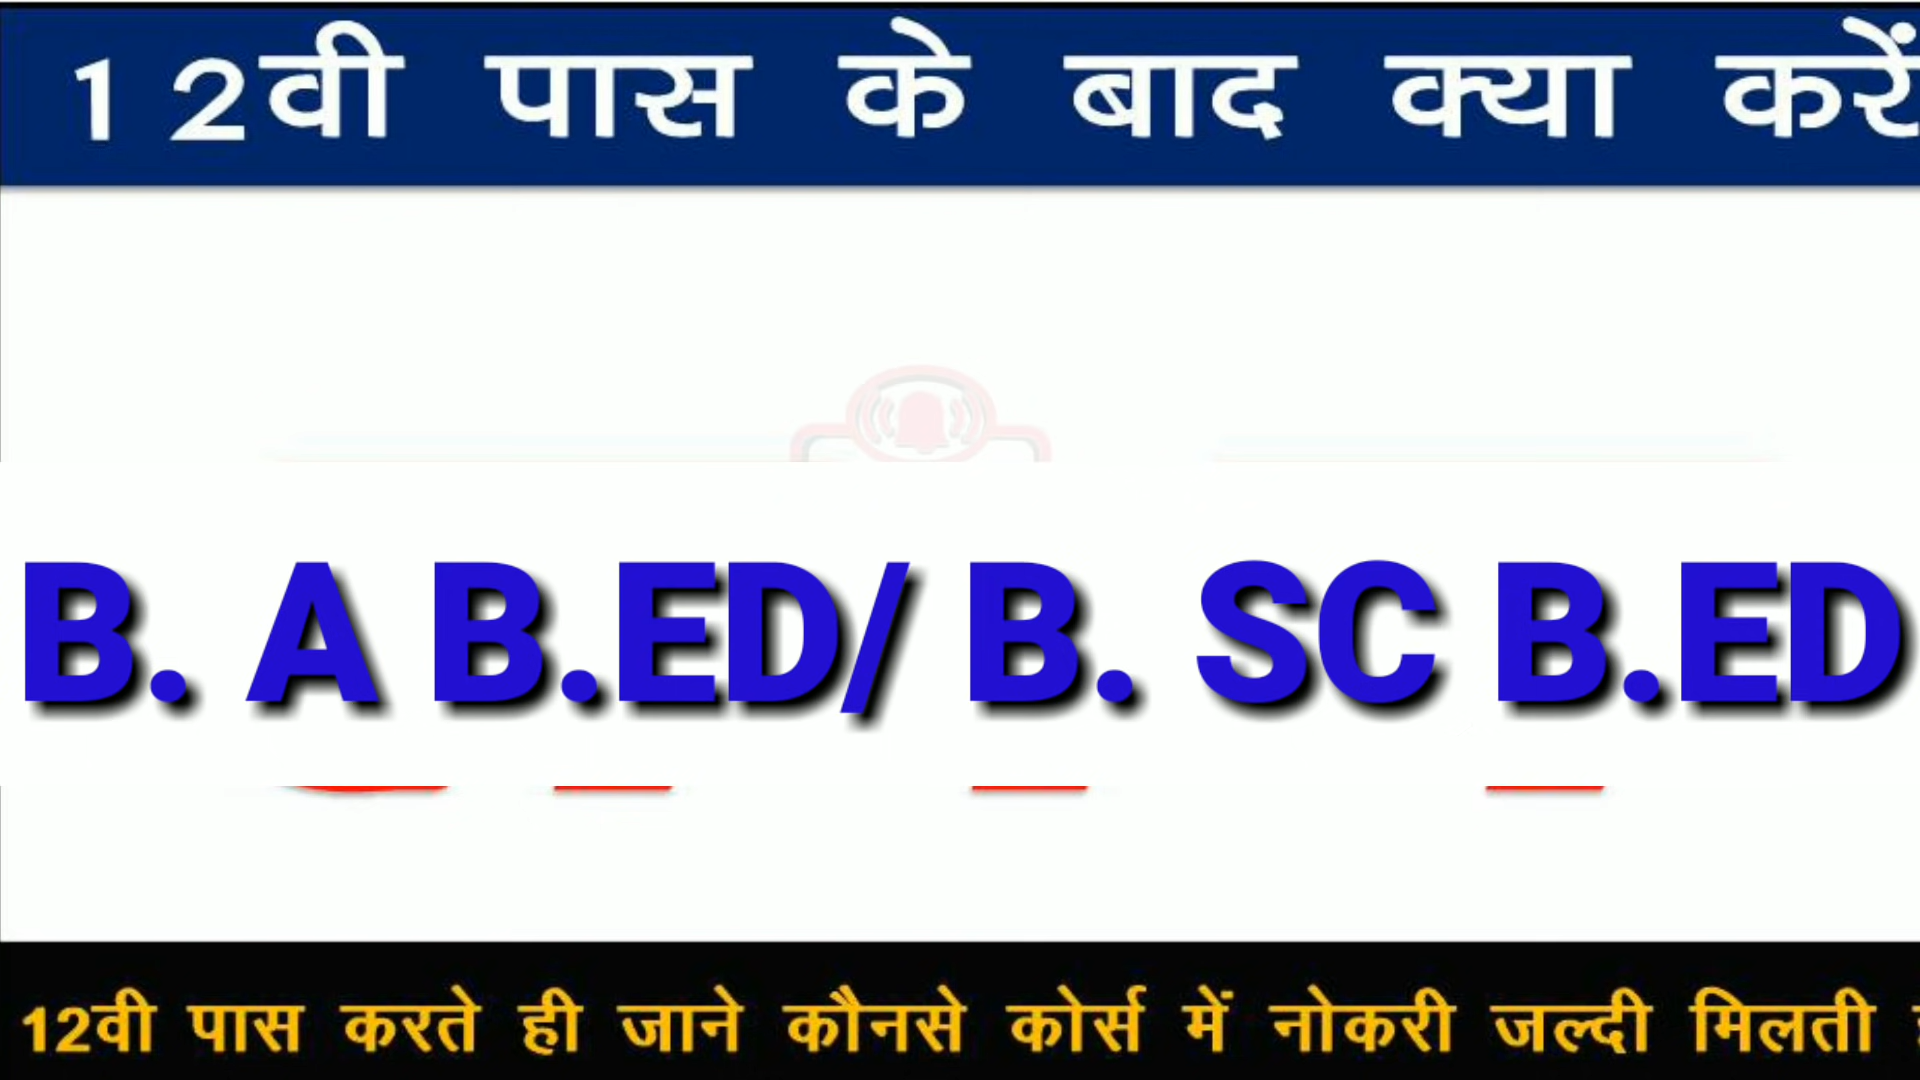 12वी पास के बाद क्या करें
B. A B.ED/ B. SC B.ED
12वी पास करते ही जाने कौनसे कोर्स में नोकरी जल्दी मिलती